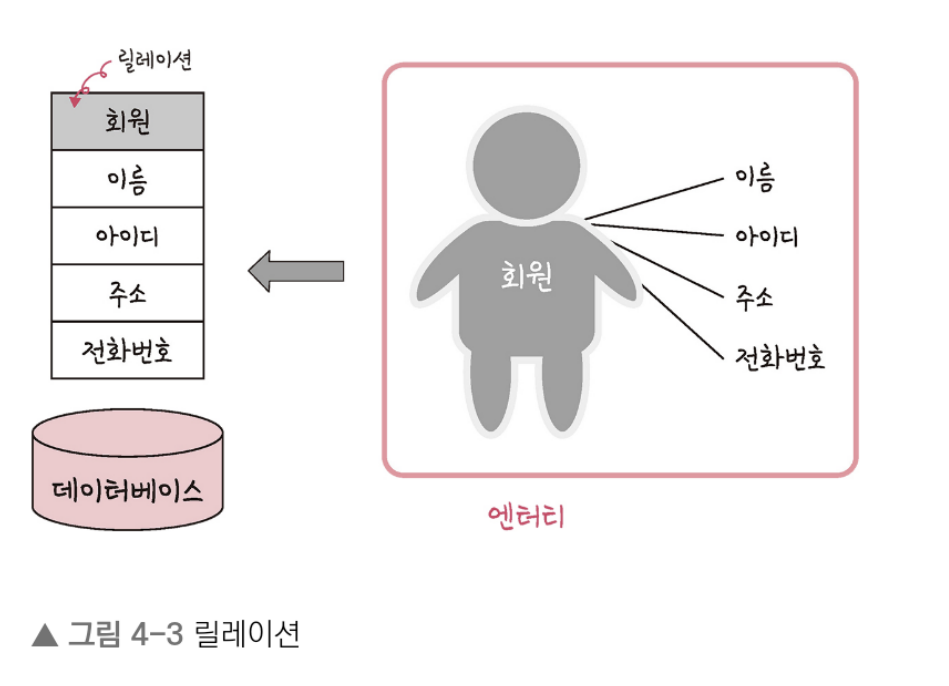 릴레이션
회원
이름
아이디
주소
전화번호
데이터베이스
회원
이름
아이디
주소
전화번호
엔터티
▲ 그림 4-3 릴레이션